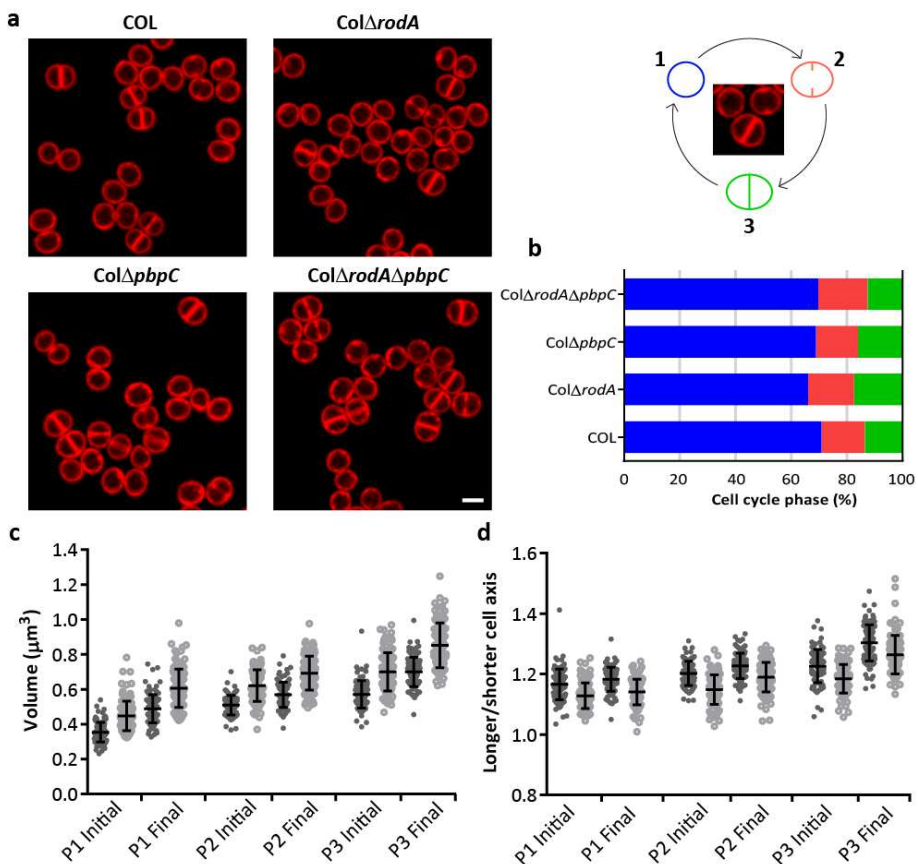 a
COL
ColΔrodA
ColΔpbpC
ColΔrodAΔpbpC
1
2
3
b
ColΔrodAΔpbpC
ColΔpbpC
ColΔrodA
COL
0 20 40 60 80 100
Cell cycle phase (%)
c
Volume (μm³)
1.4
1.2
1.0
0.8
0.6
0.4
0.2
0.0
P1 Initial
P1 Final
P2 Initial
P2 Final
P3 Initial
P3 Final
d
Longer/shorter cell axis
1.6
1.4
1.2
1.0
0.8
P1 Initial
P1 Final
P2 Initial
P2 Final
P3 Initial
P3 Final